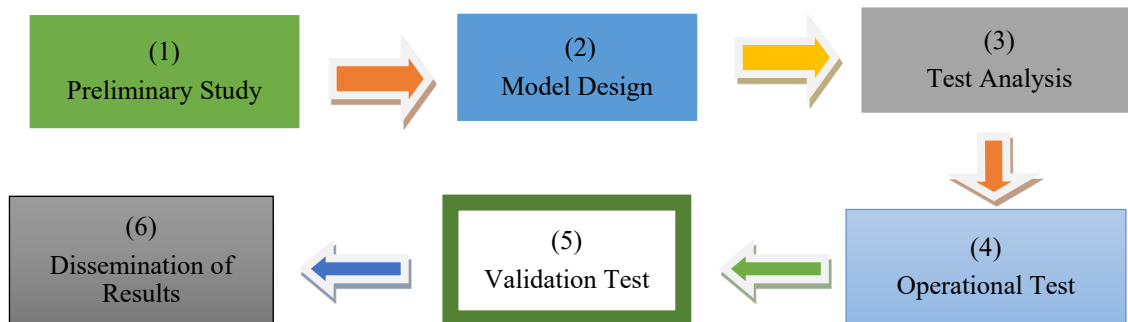 (1)
Preliminary Study
(2)
Model Design
(3)
Test Analysis
(4)
Operational Test
(5)
Validation Test
(6)
Dissemination of
Results